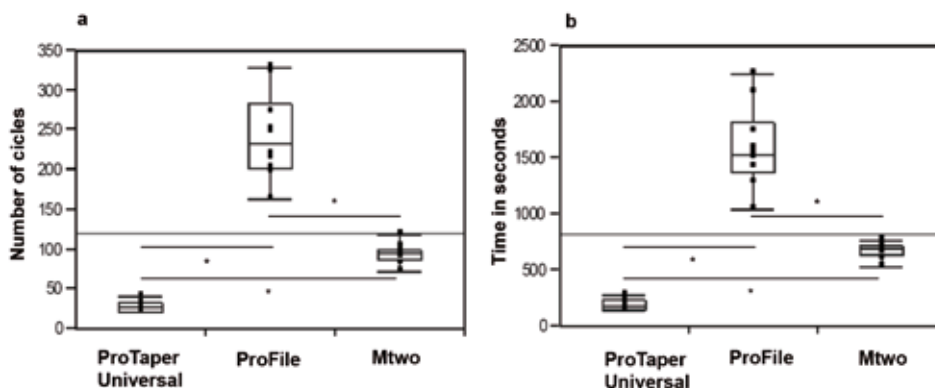 a
Number of cicles
350
300
250
200
150
100
50
0
ProTaper
Universal
ProFile
Mtwo
b
Time in seconds
2500
2000
1500
1000
500
0
ProTaper
Universal
ProFile
Mtwo